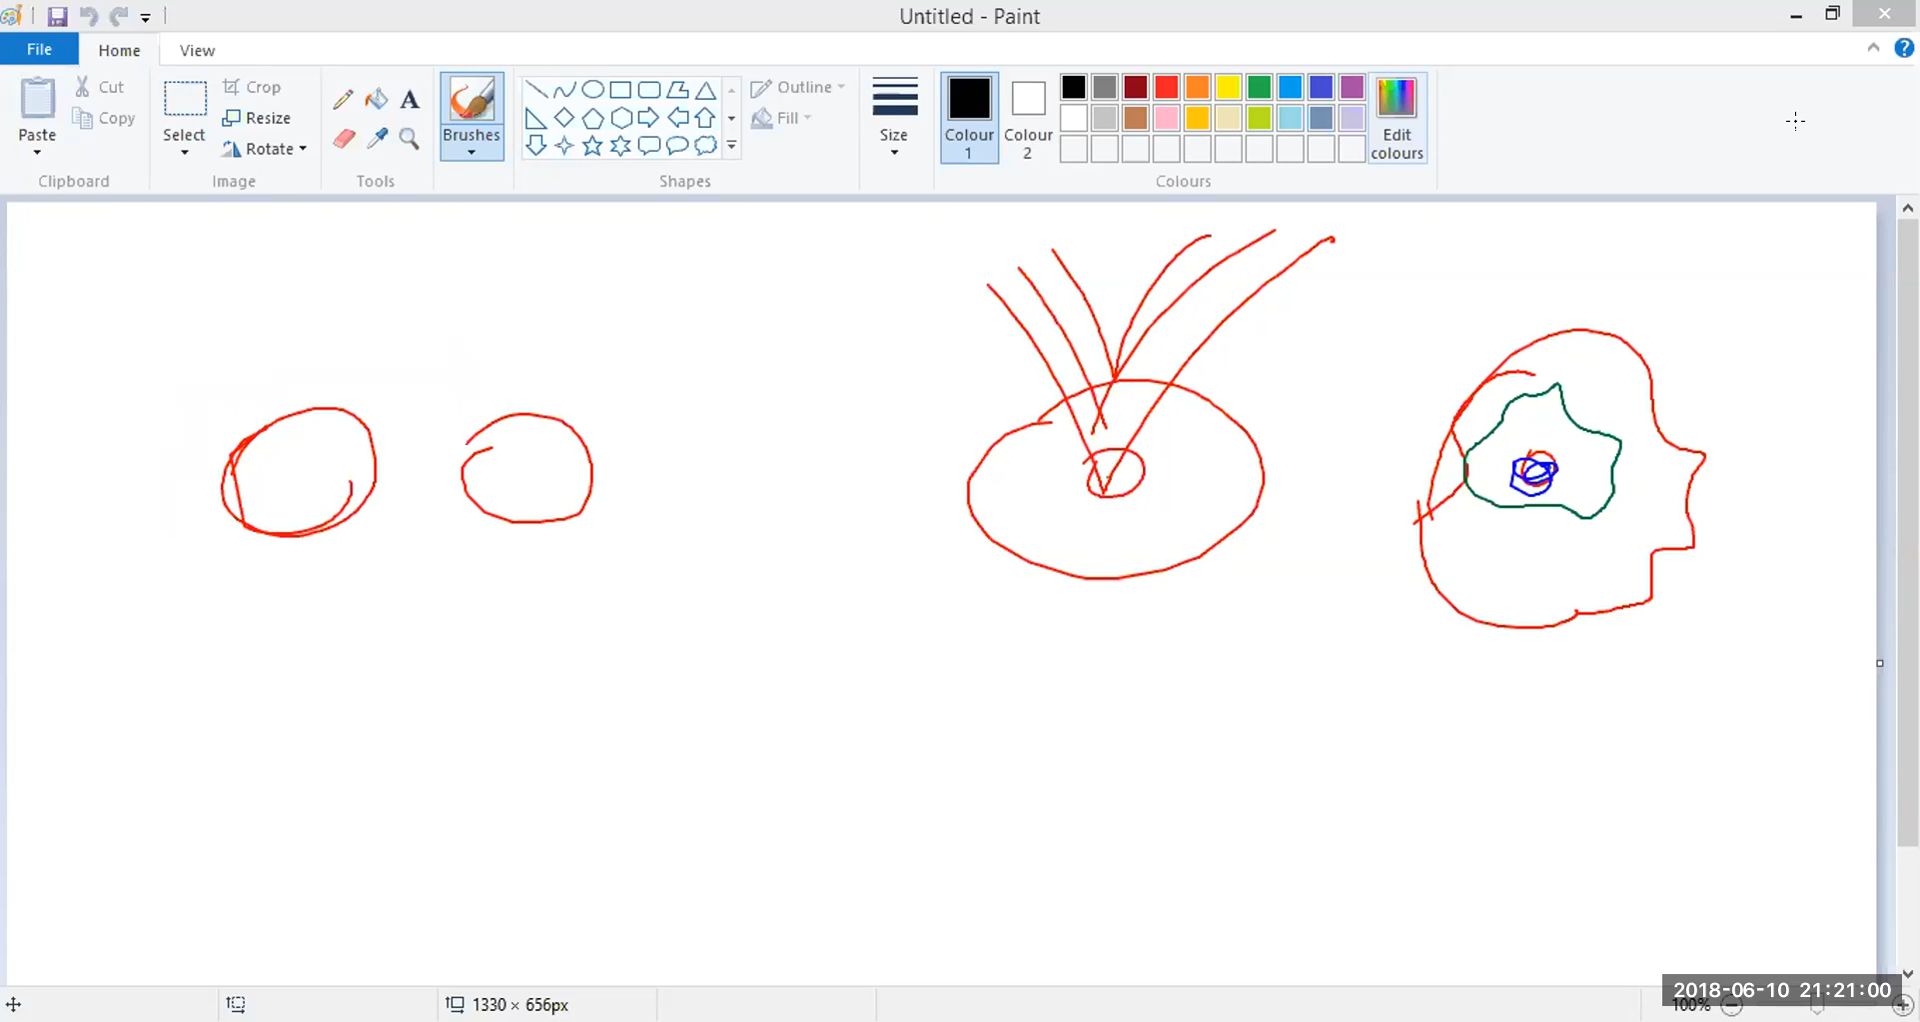 Untitled - Paint
File Home View
Paste
Cut
Copy
Clipboard
Select
Crop
Resize
Rotate
Image
A
Tools
Brushes
Shapes
Outline
Fill
Size
Colour 1
Colour 2
Edit colours
Colours
1330 × 656px
2018-06-10 21:21:00
100%